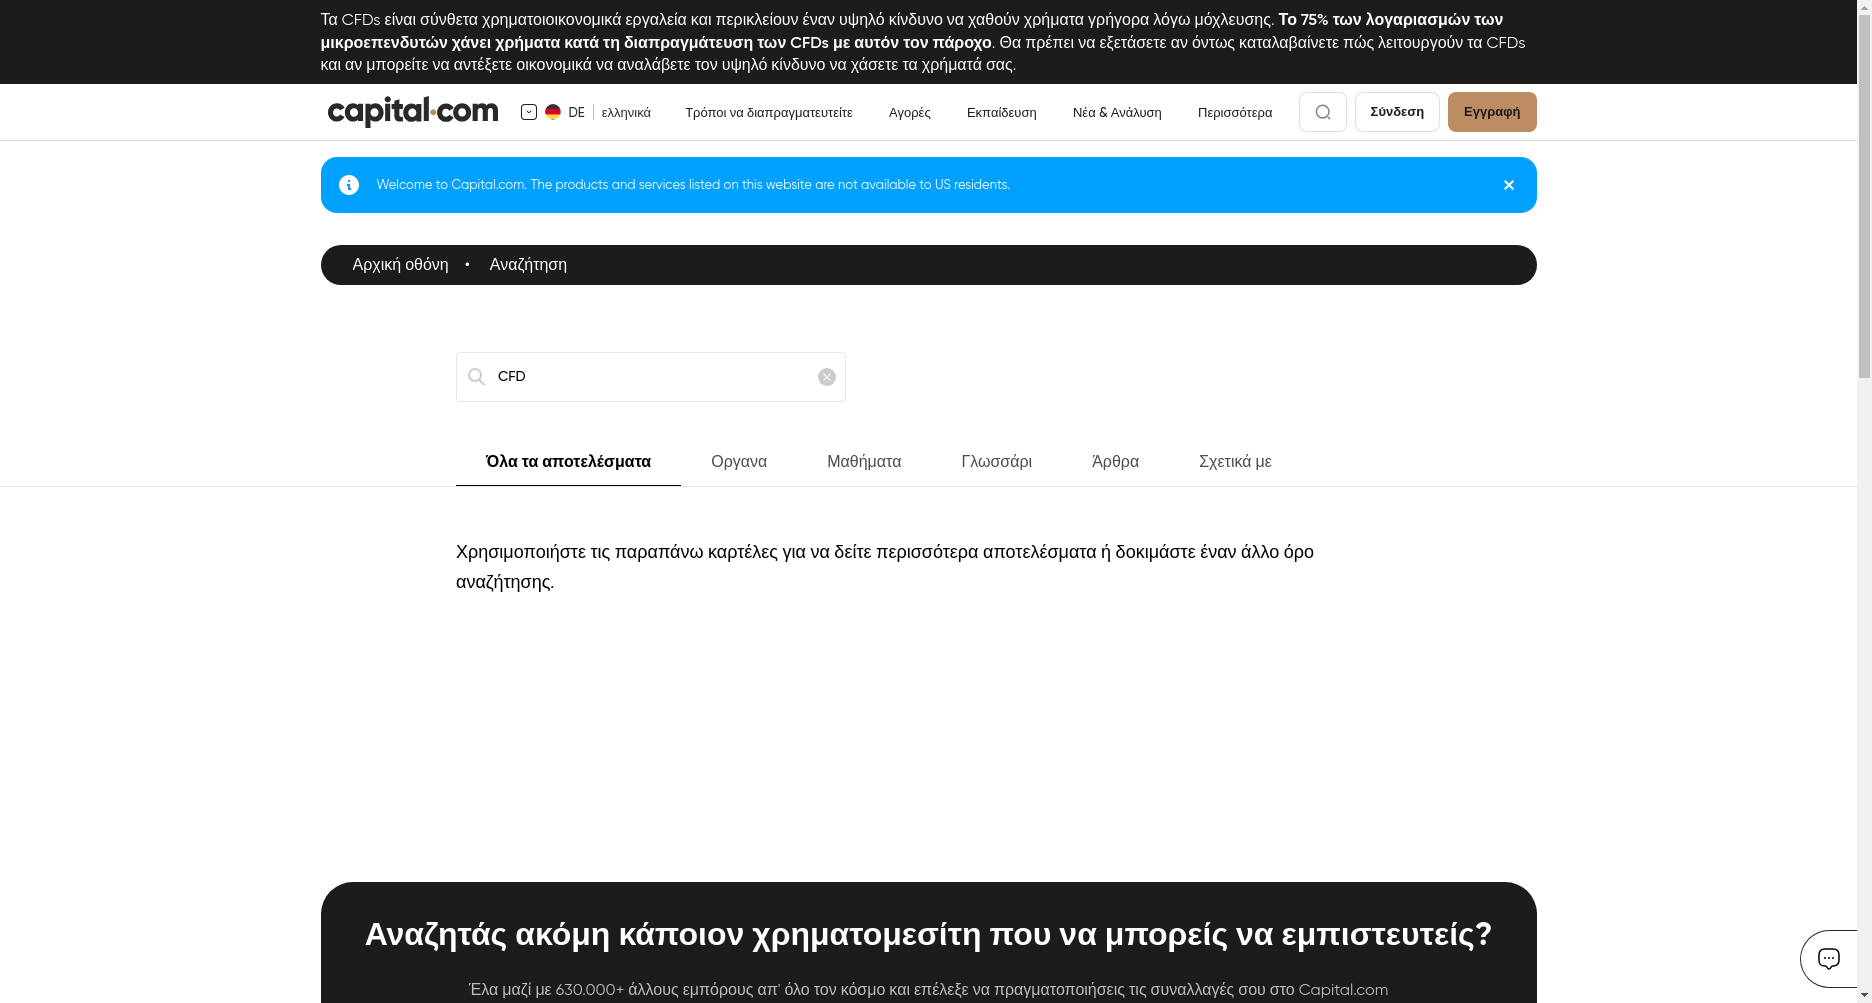 Τα CFDs είναι σύνθετα χρηματοιοικονομικά εργαλεία και περικλείουν έναν υψηλό κίνδυνο να χαθούν χρήματα γρήγορα λόγω μόχλευσης. Το 75% των λογαριασμών των
μικροεπενδυτών χάνει χρήματα κατά τη διαπραγμάτευση των CFDs με αυτόν τον πάροχο. Θα πρέπει να εξετάσετε αν όντως καταλαβαίνετε πώς λειτουργούν τα CFDs
και αν μπορείτε να αντέξετε οικονομικά να αναλάβετε τον υψηλό κίνδυνο να χάσετε τα χρήματά σας.
capital.com DE ελληνικά Τρόποι να διαπραγματευτείτε Αγορές Εκπαίδευση Νέα & Ανάλυση Περισσότερα Σύνδεση Εγγραφή
Welcome to Capital.com. The products and services listed on this website are not available to US residents.
Αρχική οθόνη • Αναζήτηση
CFD
Όλα τα αποτελέσματα Οργανα Μαθήματα Γλωσσάρι Άρθρα Σχετικά με
Χρησιμοποιήστε τις παραπάνω καρτέλες για να δείτε περισσότερα αποτελέσματα ή δοκιμάστε έναν άλλο όρο
αναζήτησης.
Αναζητάς ακόμη κάποιον χρηματομεσίτη που να μπορείς να εμπιστευτείς?
Έλα μαζί με 630.000+ άλλους εμπόρους απ' όλο τον κόσμο και επέλεξε να πραγματοποιήσεις τις συναλλαγές σου στο Capital.com